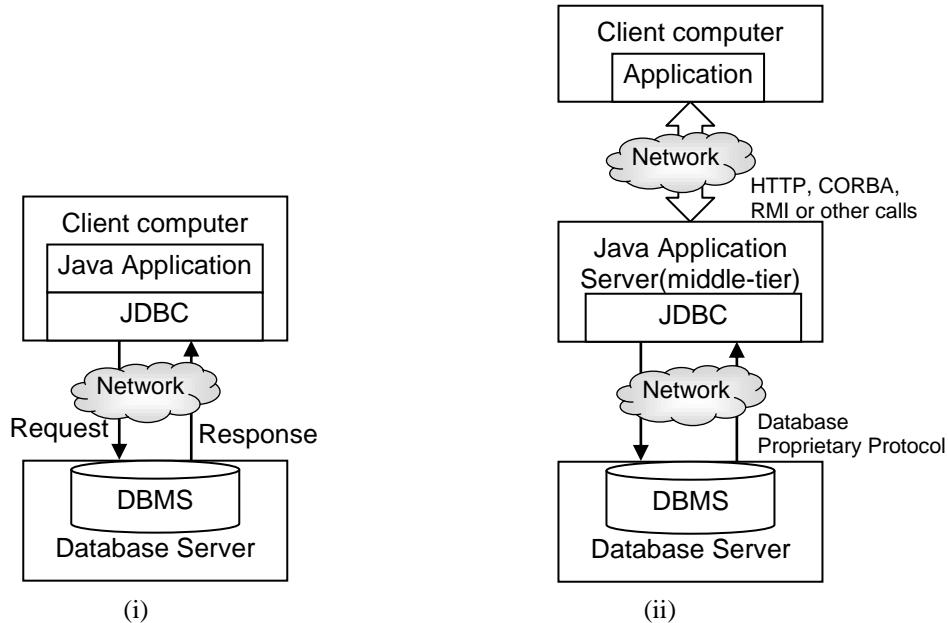 Client computer
Java Application
JDBC
Network
Request
Response
DBMS
Database Server
(i)
Client computer
Application
Network
HTTP, CORBA,
RMI or other calls
Java Application
Server(middle-tier)
JDBC
Network
Database
Proprietary Protocol
DBMS
Database Server
(ii)